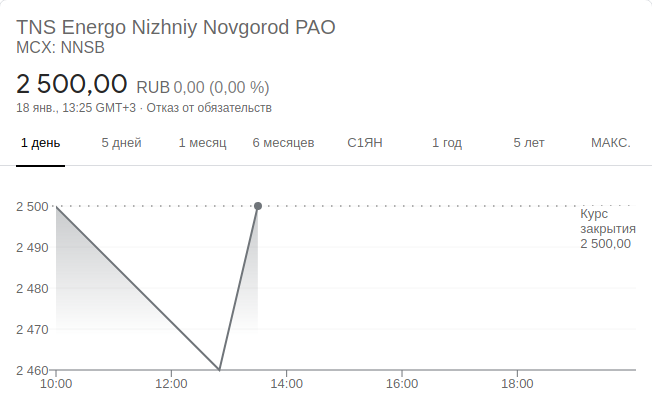 TNS Energo Nizhniy Novgorod PAO
MCX: NNSB
2 500,00 RUB 0,00 (0,00 %)
18 янв., 13:25 GMT+3 · Отказ от обязательств
1 день 5 дней 1 месяц 6 месяцев С1ЯН 1 год 5 лет МАКС.
2 500
Курс
закрытия
2 500,00
2 490
2 480
2 470
2 460
10:00 12:00 14:00 16:00 18:00